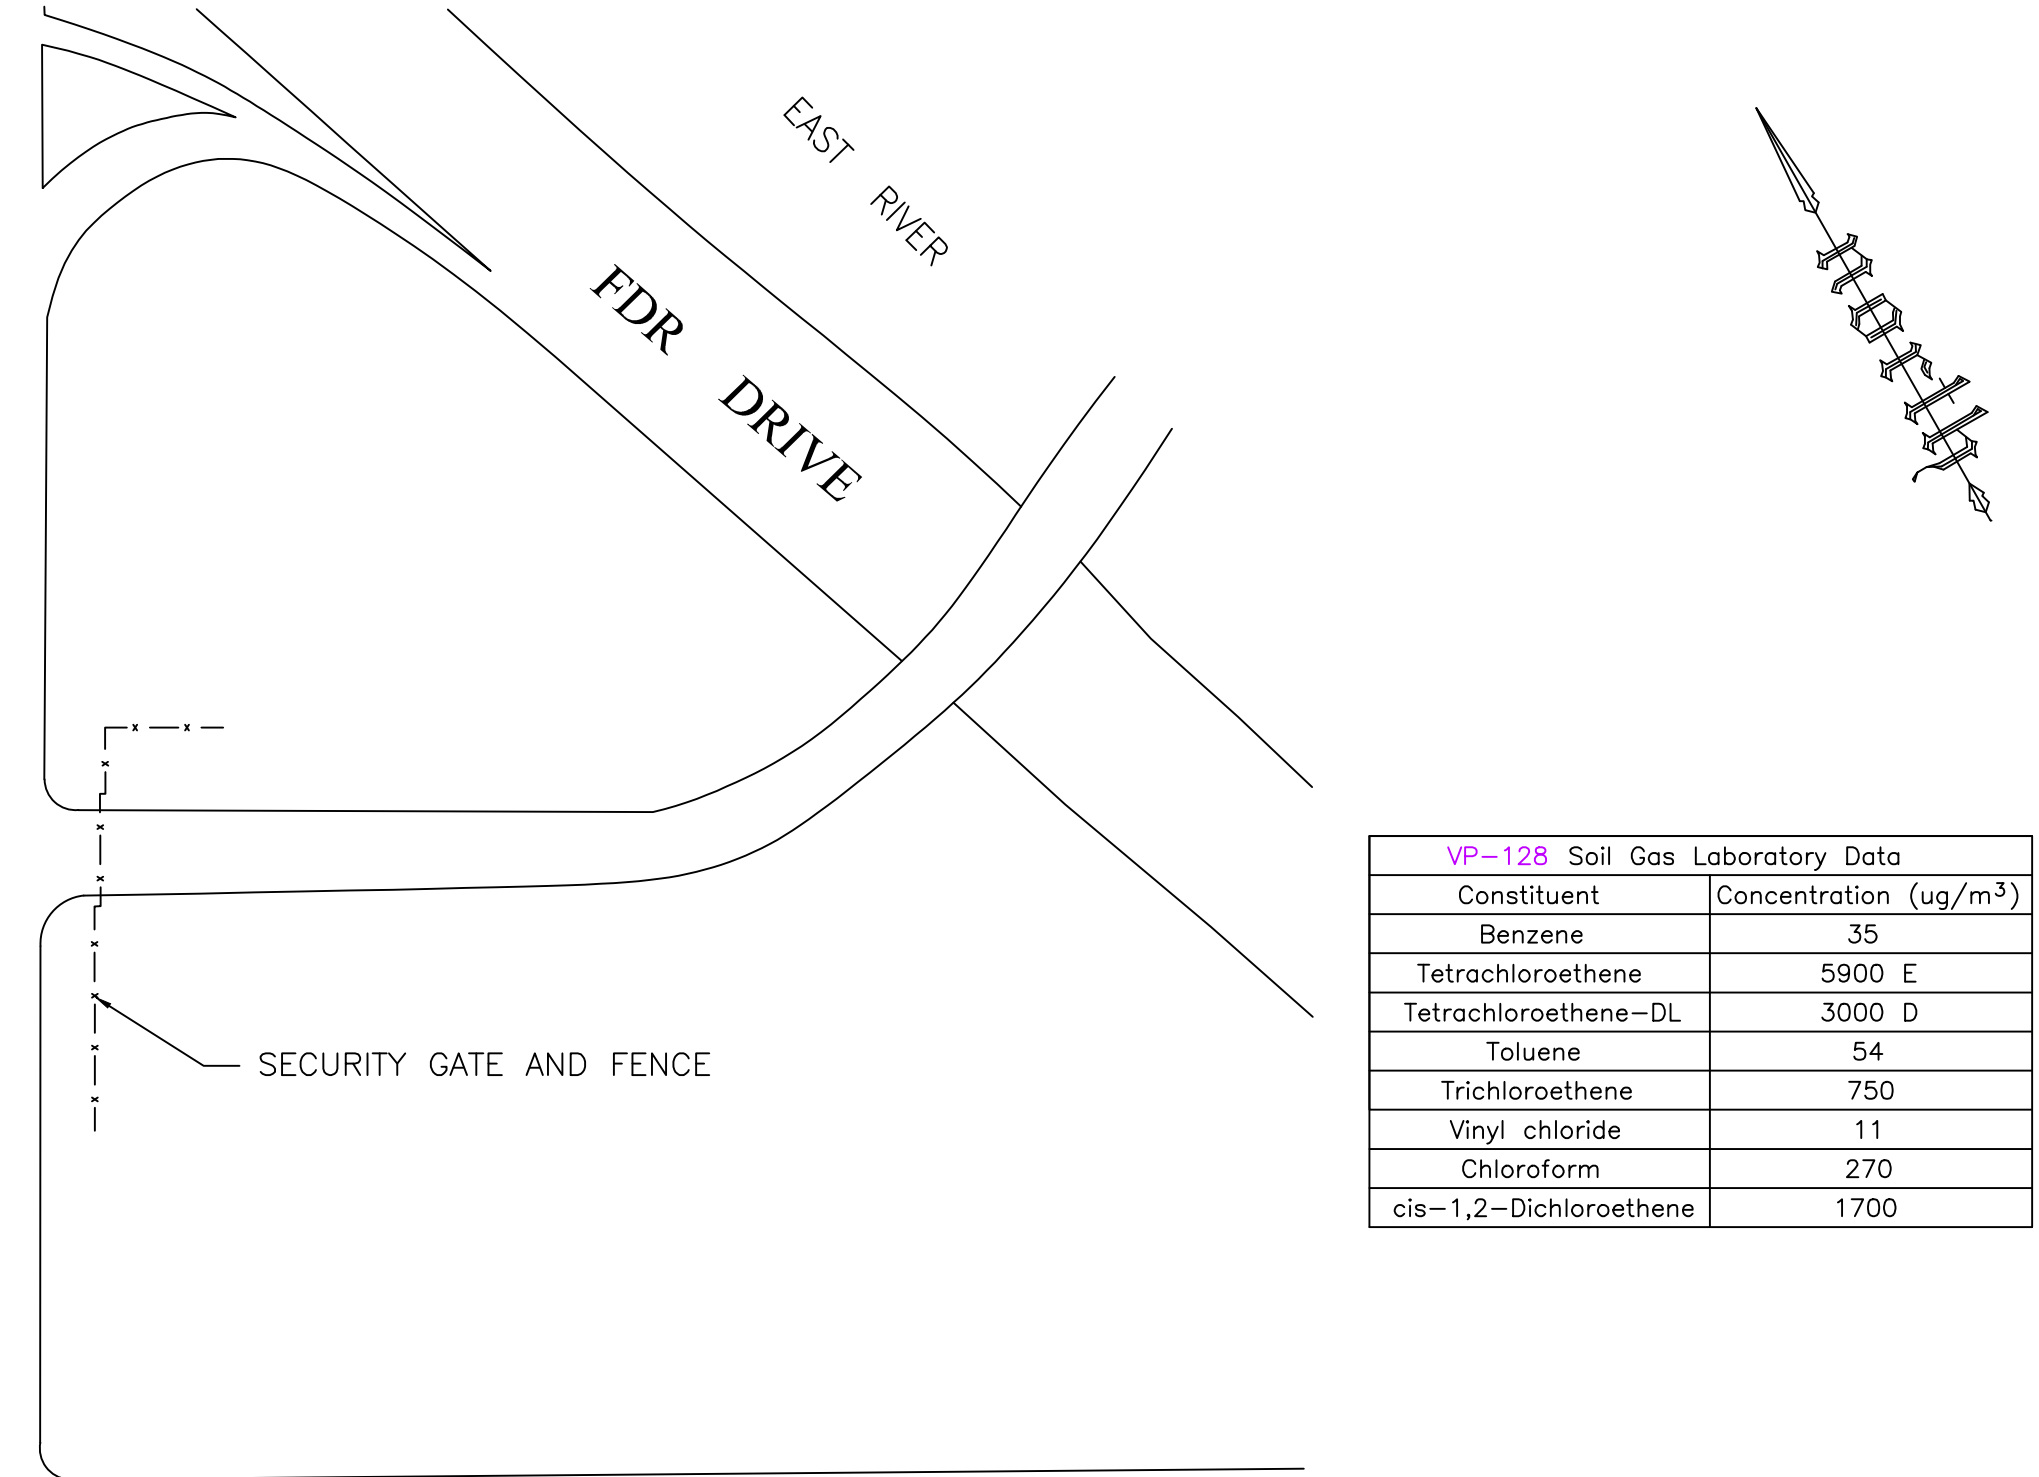 EAST RIVER
FDR DRIVE
North
SECURITY GATE AND FENCE
VP-128 Soil Gas Laboratory Data
Constituent Concentration (ug/m³)
Benzene 35
Tetrachloroethene 5900 E
Tetrachloroethene-DL 3000 D
Toluene 54
Trichloroethene 750
Vinyl chloride 11
Chloroform 270
cis-1,2-Dichloroethene 1700